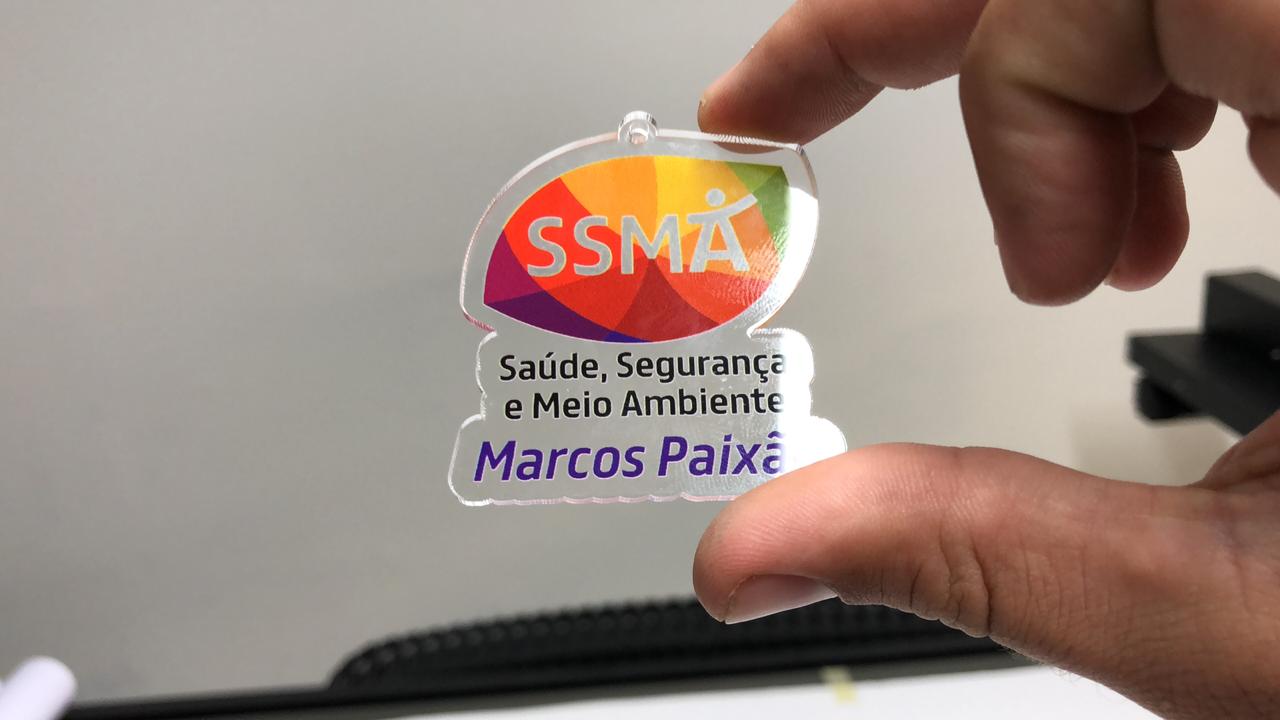 SSMA
Saúde, Segurança
e Meio Ambiente
Marcos Paixã